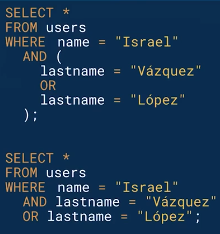 SELECT *
FROM users
WHERE name = "Israel"
AND (
lastname = "Vázquez"
OR
lastname = "López"
);
SELECT *
FROM users
WHERE name = "Israel"
AND lastname = "Vázquez"
OR lastname = "López";